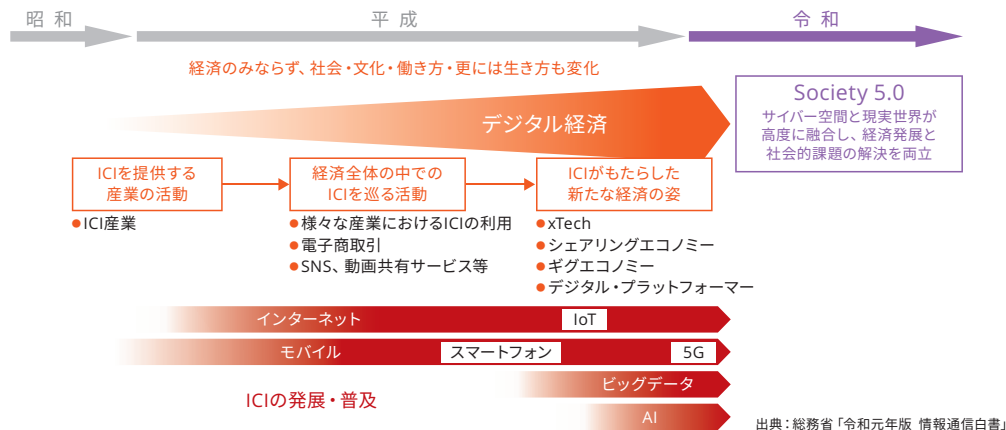 昭和
平成
令和
経済のみならず、社会・文化・働き方・更には生き方も変化
デジタル経済
Society 5.0
サイバー空間と現実世界が
高度に融合し、経済発展と
社会的課題の解決を両立
ICIを提供する
産業の活動
経済全体の中での
ICIを巡る活動
ICIがもたらした
新たな経済の姿
●ICI産業
●様々な産業におけるICIの利用
●電子商取引
●SNS、動画共有サービス等
●xTech
●シェアリングエコノミー
●ギグエコノミー
●デジタル・プラットフォーマー
インターネット
IoT
モバイル
スマートフォン
5G
ビッグデータ
AI
ICIの発展・普及
出典：総務省「令和元年版 情報通信白書」